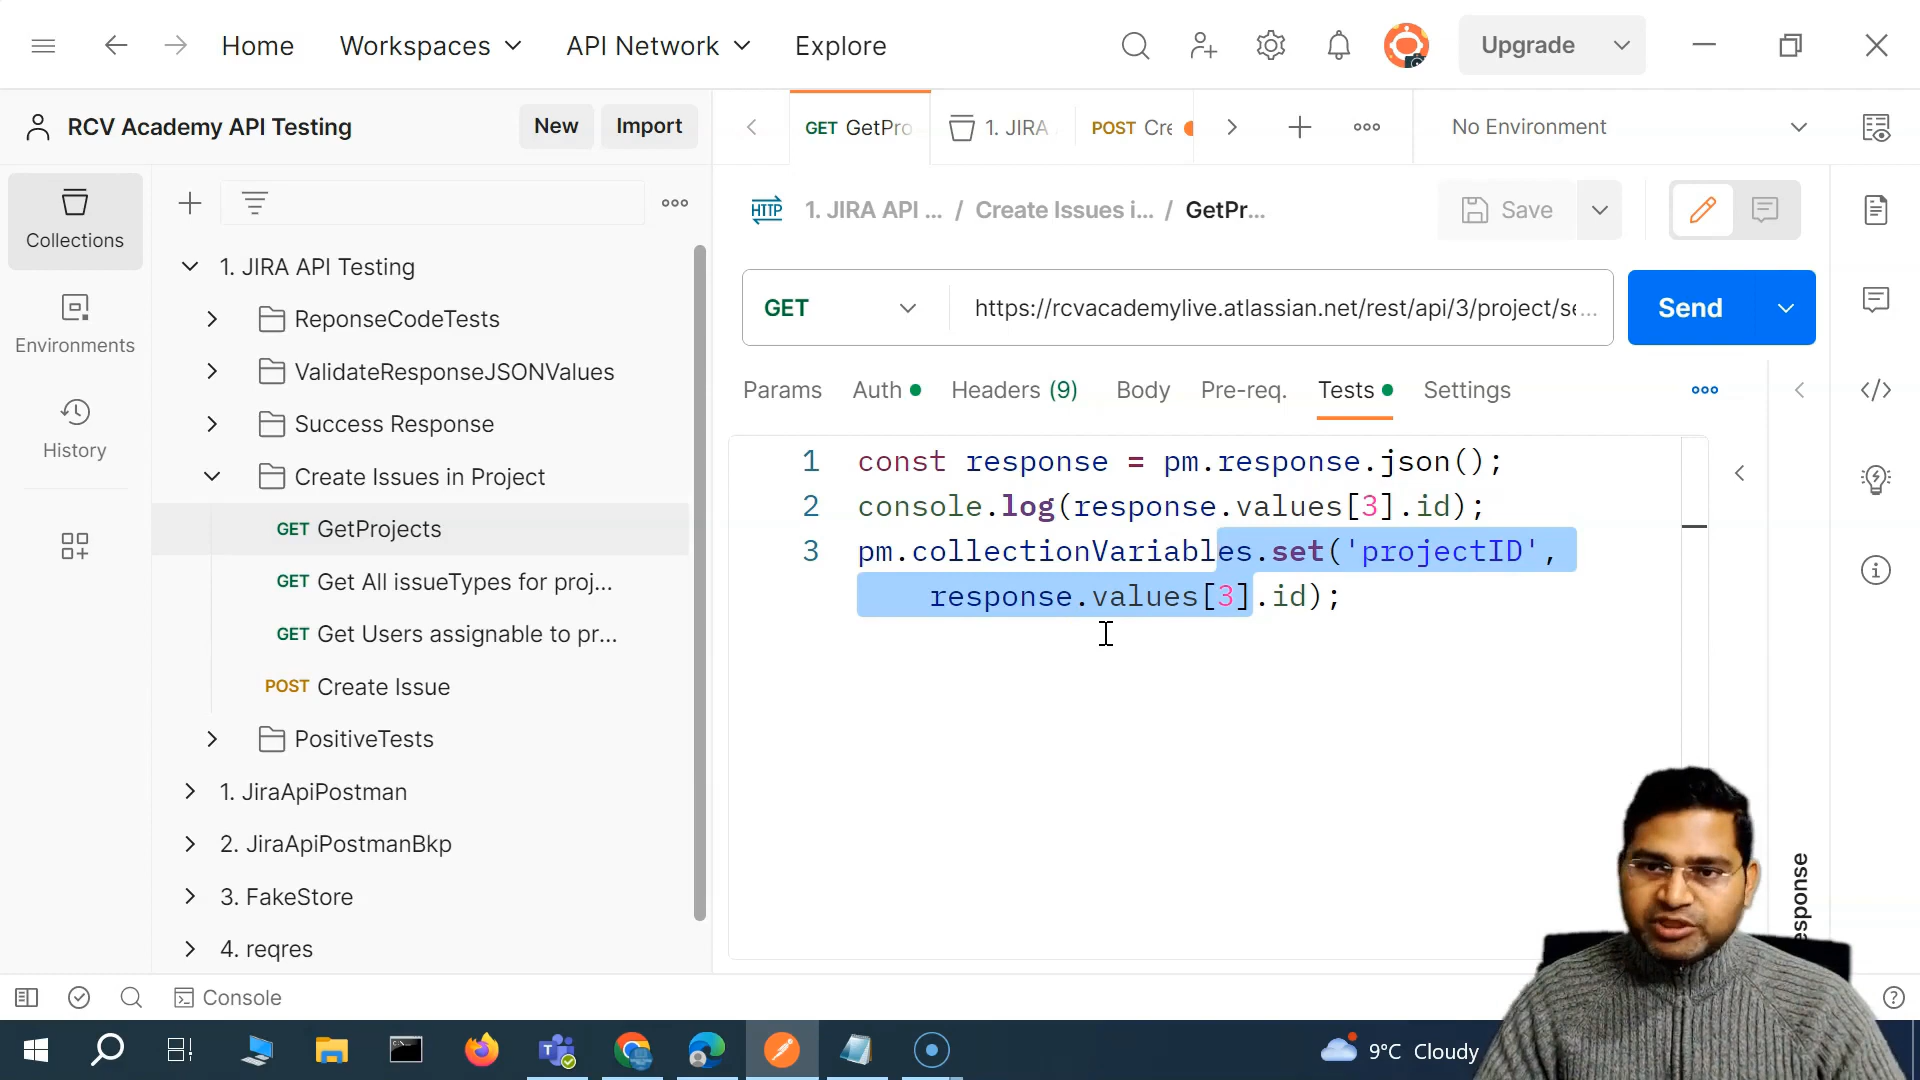 Home
Workspaces
API Network
Explore
Upgrade
RCV Academy API Testing
New
Import
GET GetPro
1. JIRA
POST Cre
No Environment
Collections
Environments
History
1. JIRA API Testing
ReponseCodeTests
ValidateResponseJSONValues
Success Response
Create Issues in Project
GET GetProjects
GET Get All issueTypes for proj...
GET Get Users assignable to pr...
POST Create Issue
PositiveTests
1. JiraApiPostman
2. JiraApiPostmanBkp
3. FakeStore
4. reqres
HTTP
1. JIRA API ... / Create Issues i... / GetPr...
Save
GET
https://rcvacademylive.atlassian.net/rest/api/3/project/se...
Send
Params
Auth
Headers (9)
Body
Pre-req.
Tests
Settings
1 const response = pm.response.json();
2 console.log(response.values[3].id);
3 pm.collectionVariables.set('projectID',
response.values[3].id);
esponse
Console
9°C Cloudy